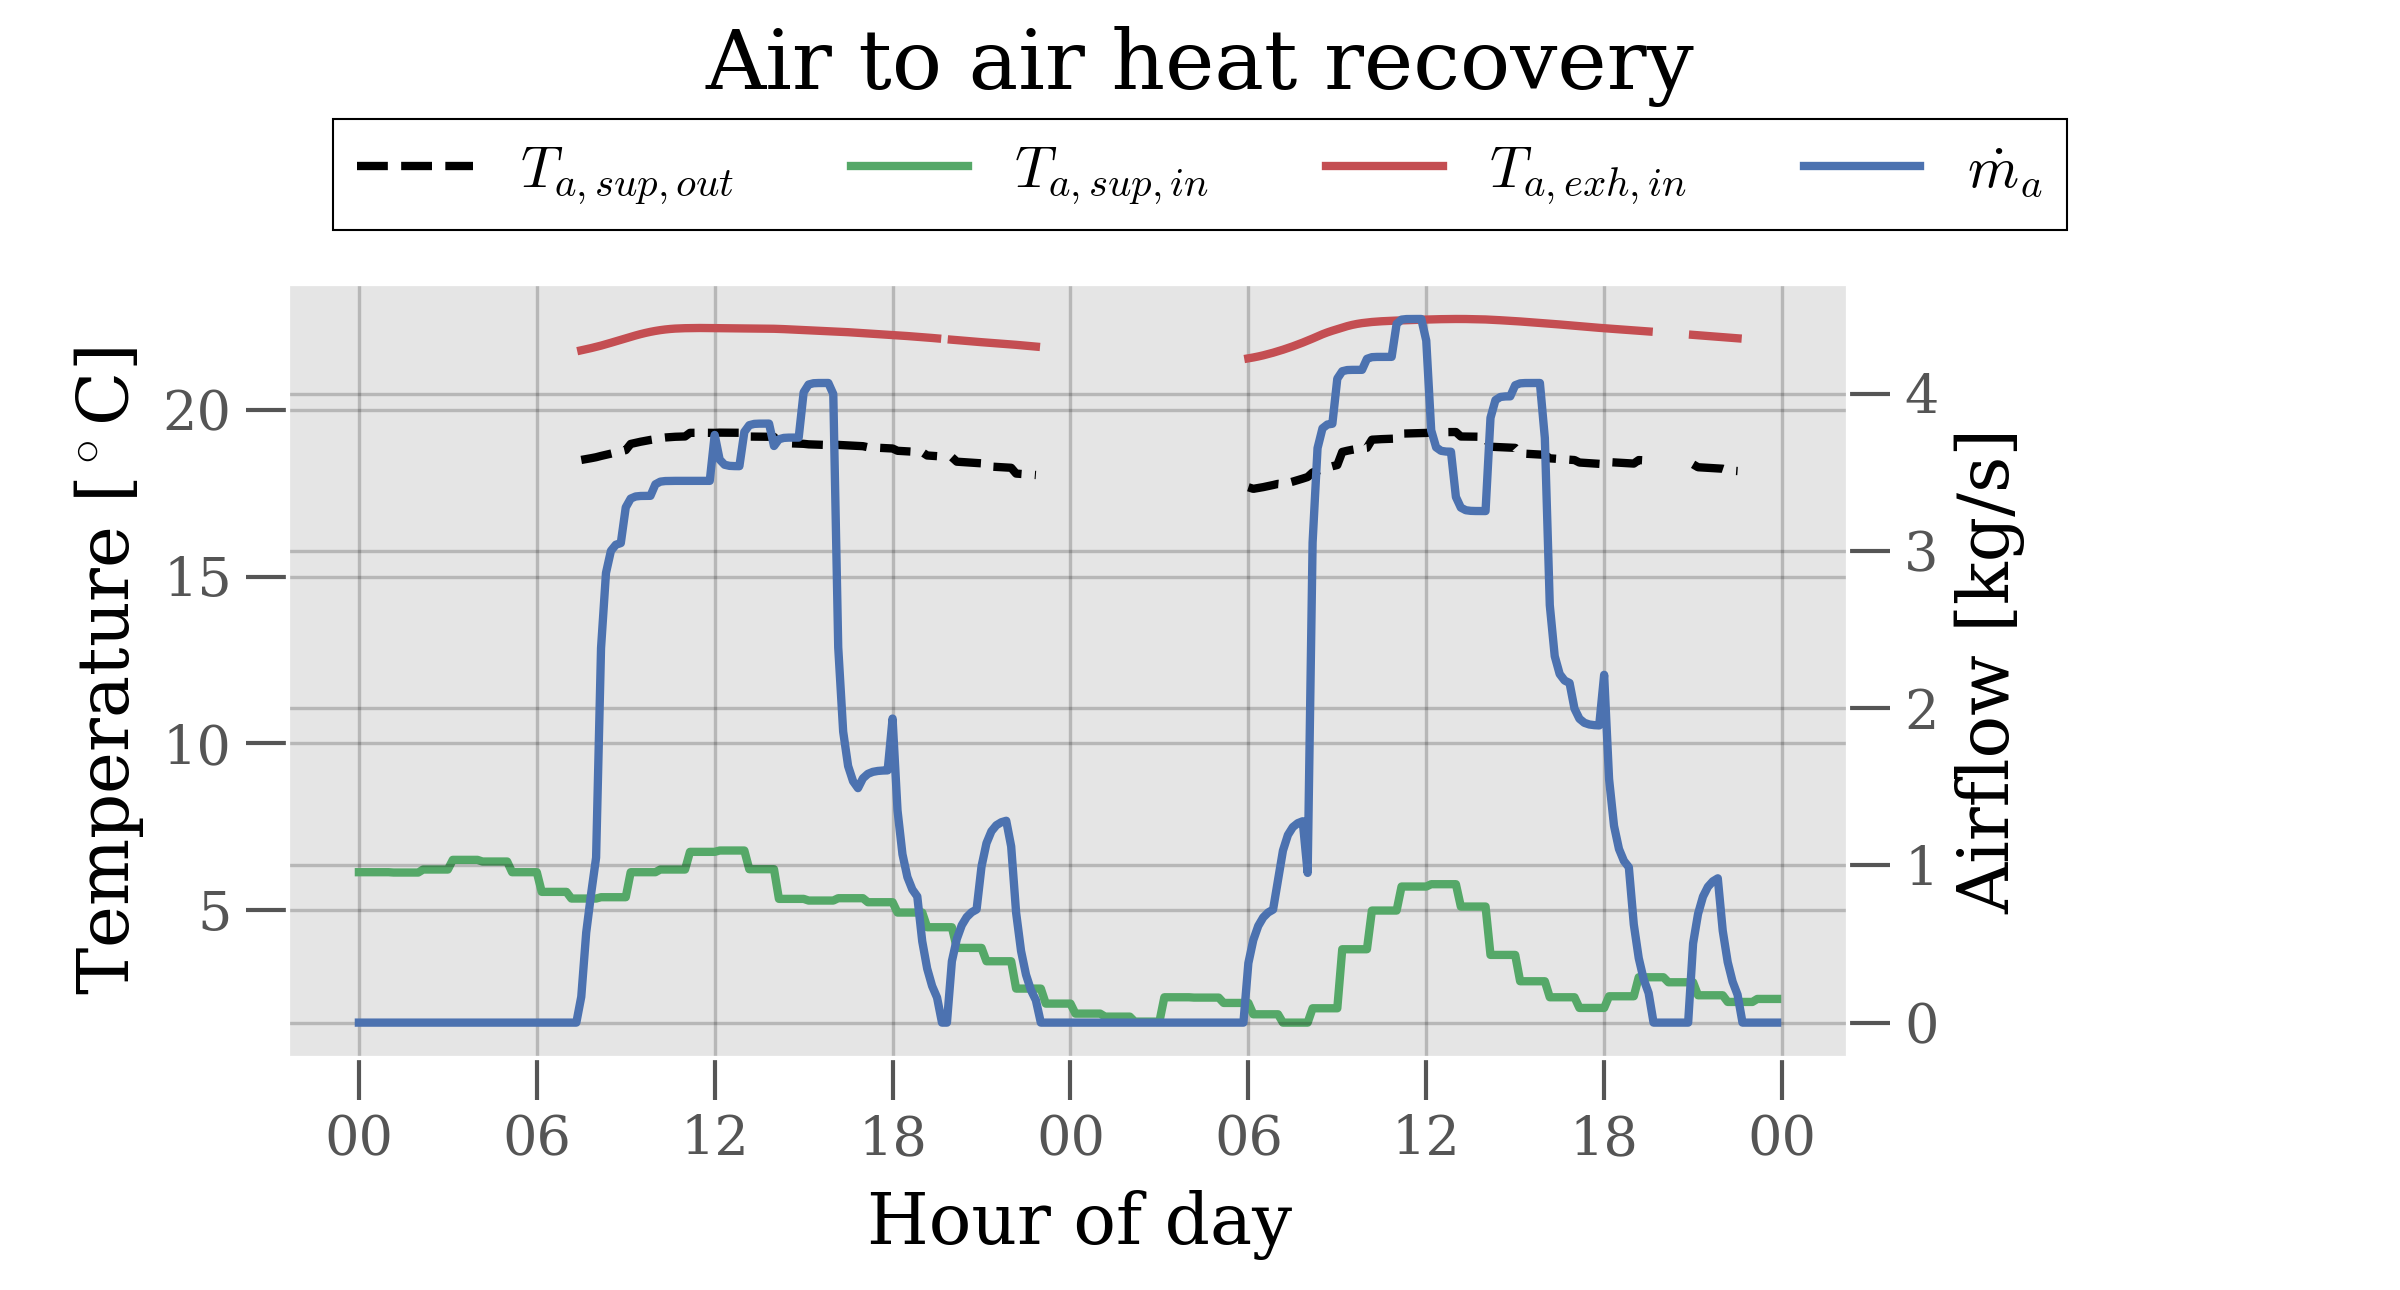 Air to air heat recovery
T_{a, sup, out} T_{a, sup, in} T_{a, exh, in} ṁ_a
Temperature [°C]
20
15
10
5
4
3
2
1
0
Airflow [kg/s]
00 06 12 18 00 06 12 18 00
Hour of day